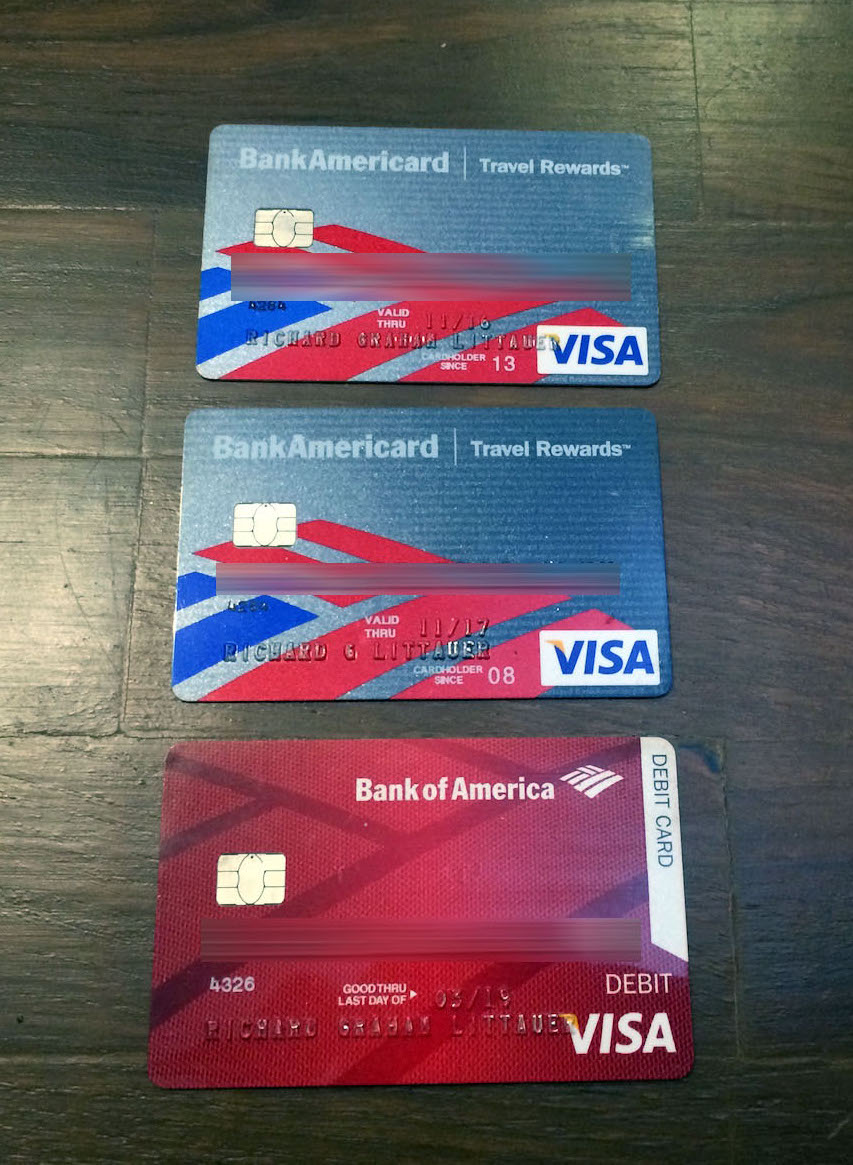 BankAmericard | Travel Rewards™
4264
VALID THRU 11/16
RICHARD GRAHAM LITTAUER
CARDHOLDER SINCE 13
VISA
BankAmericard | Travel Rewards™
VALID THRU 11/17
RICHARD G LITTAUER
CARDHOLDER SINCE 08
VISA
Bank of America
DEBIT CARD
4326
GOOD THRU
LAST DAY OF 03/19
DEBIT
RICHARD GRAHAM LITTAUER
VISA